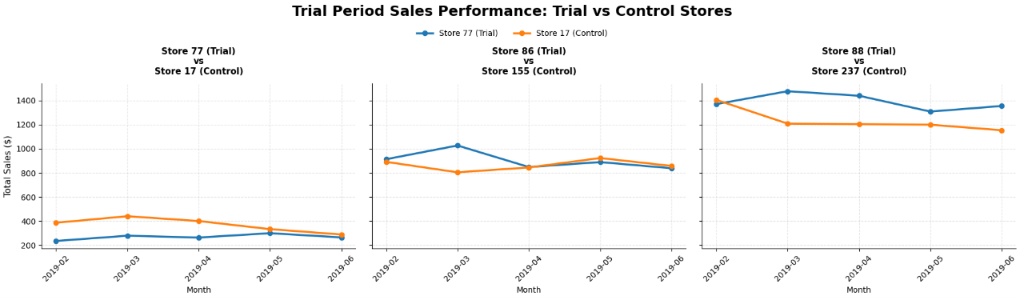 Trial Period Sales Performance: Trial vs Control Stores
Store 77 (Trial) Store 17 (Control)
Store 77 (Trial)
vs
Store 17 (Control)
Store 86 (Trial)
vs
Store 155 (Control)
Store 88 (Trial)
vs
Store 237 (Control)
Total Sales ($)
1400
1200
1000
800
600
400
200
2019-02 2019-03 2019-04 2019-05 2019-06
Month
2019-02 2019-03 2019-04 2019-05 2019-06
Month
2019-02 2019-03 2019-04 2019-05 2019-06
Month